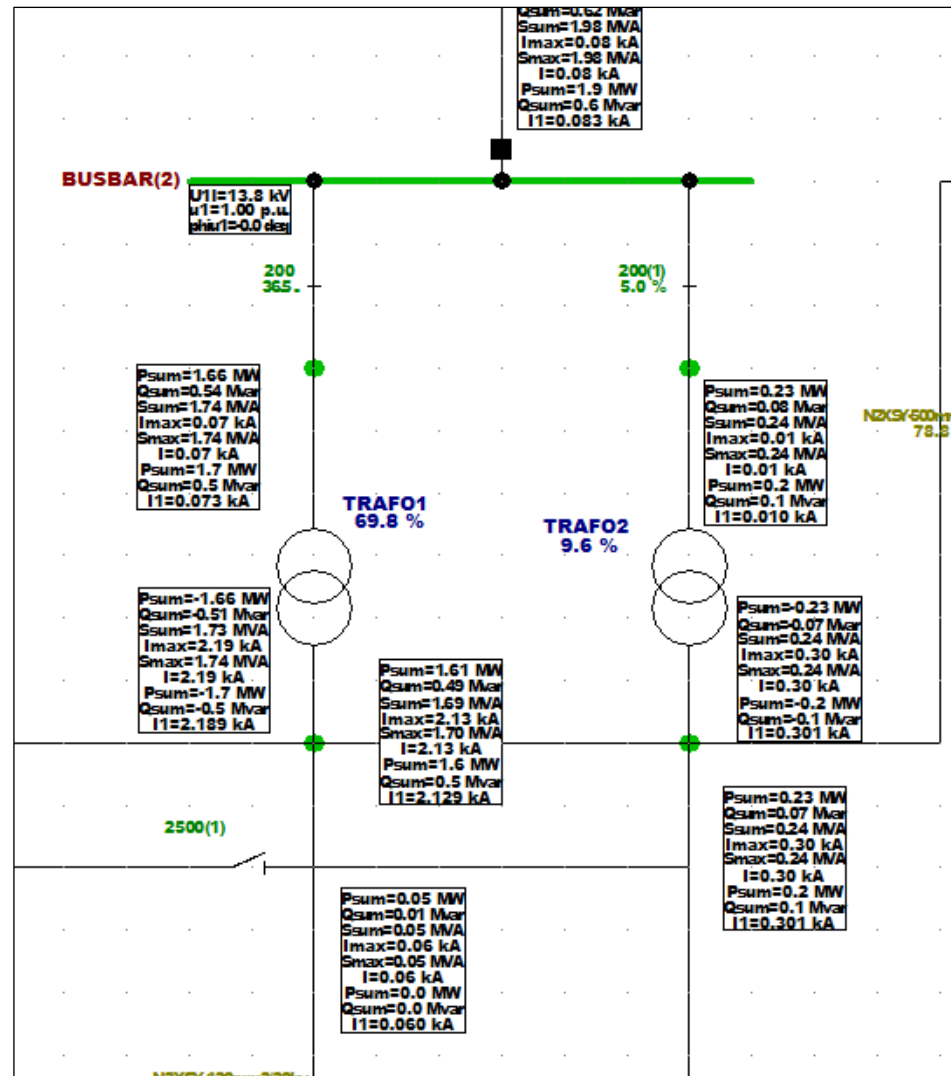 Qsum=0.62 Mvar
Ssum=1.98 MVA
Imax=0.08 kA
Smax=1.98 MVA
I=0.08 kA
Psum=1.9 MW
Qsum=0.6 Mvar
I1=0.083 kA
BUSBAR(2)
U1l=13.8 kV
u1=1.00 p.u.
phiu1=-0.0 deg
200
36.5 .
200(1)
5.0 %
Psum=1.66 MW
Qsum=0.54 Mvar
Ssum=1.74 MVA
Imax=0.07 kA
Smax=1.74 MVA
I=0.07 kA
Psum=1.7 MW
Qsum=0.5 Mvar
I1=0.073 kA
Psum=0.23 MW
Qsum=0.08 Mvar
Ssum=0.24 MVA
Imax=0.01 kA
Smax=0.24 MVA
I=0.01 kA
Psum=0.2 MW
Qsum=0.1 Mvar
I1=0.010 kA
78.8
TRAFO1
69.8 %
TRAFO2
9.6 %
Psum=-1.66 MW
Qsum=-0.51 Mvar
Ssum=1.73 MVA
Imax=2.19 kA
Smax=1.74 MVA
I=2.19 kA
Psum=-1.7 MW
Qsum=-0.5 Mvar
I1=2.189 kA
Psum=-0.23 MW
Qsum=-0.07 Mvar
Ssum=0.24 MVA
Imax=0.30 kA
Smax=0.24 MVA
I=0.30 kA
Psum=-0.2 MW
Qsum=-0.1 Mvar
I1=0.301 kA
Psum=1.61 MW
Qsum=0.49 Mvar
Ssum=1.69 MVA
Imax=2.13 kA
Smax=1.70 MVA
I=2.13 kA
Psum=1.6 MW
Qsum=0.5 Mvar
I1=2.129 kA
2500(1)
Psum=0.23 MW
Qsum=0.07 Mvar
Ssum=0.24 MVA
Imax=0.30 kA
Smax=0.24 MVA
I=0.30 kA
Psum=0.2 MW
Qsum=0.1 Mvar
I1=0.301 kA
Psum=0.05 MW
Qsum=0.01 Mvar
Ssum=0.05 MVA
Imax=0.06 kA
Smax=0.05 MVA
I=0.06 kA
Psum=0.0 MW
Qsum=0.0 Mvar
I1=0.060 kA